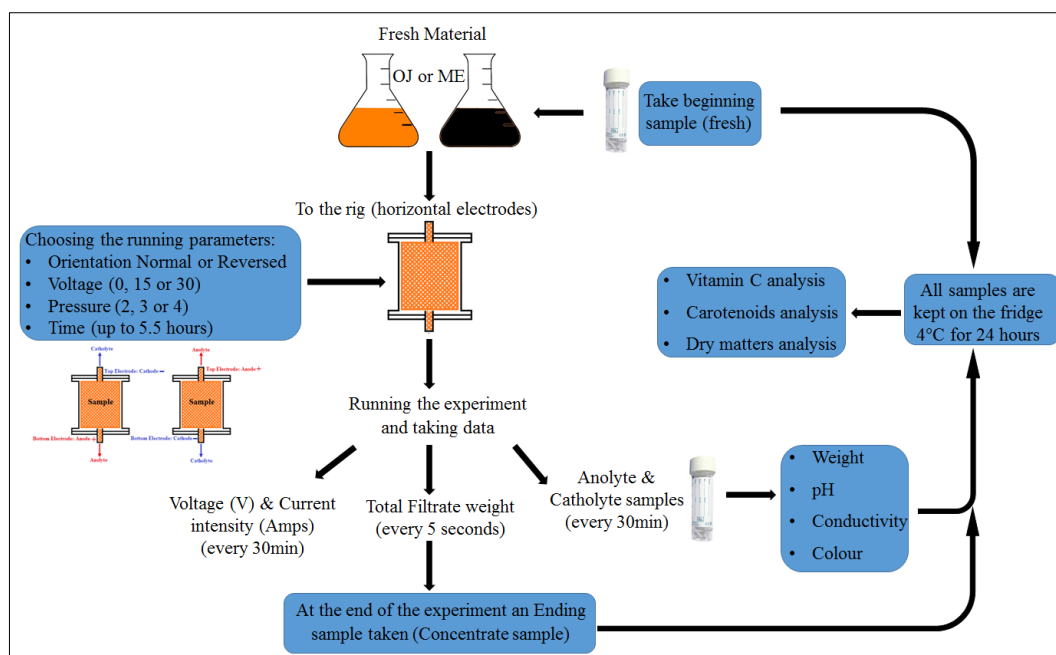 Fresh Material
OJ or ME
Take beginning
sample (fresh)
To the rig (horizontal electrodes)
Choosing the running parameters:
• Orientation Normal or Reversed
• Voltage (0, 15 or 30)
• Pressure (2, 3 or 4)
• Time (up to 5.5 hours)
• Vitamin C analysis
• Carotenoids analysis
• Dry matters analysis
All samples are
kept on the fridge
4°C for 24 hours
Catholyte
Top Electrode: Cathode -
Sample
Bottom Electrode: Anode +
Anolyte
Anolyte
Top Electrode: Anode +
Sample
Bottom Electrode: Cathode -
Catholyte
Running the experiment
and taking data
Voltage (V) & Current
intensity (Amps)
(every 30min)
Total Filtrate weight
(every 5 seconds)
Anolyte &
Catholyte samples
(every 30min)
• Weight
• pH
• Conductivity
• Colour
At the end of the experiment an Ending
sample taken (Concentrate sample)